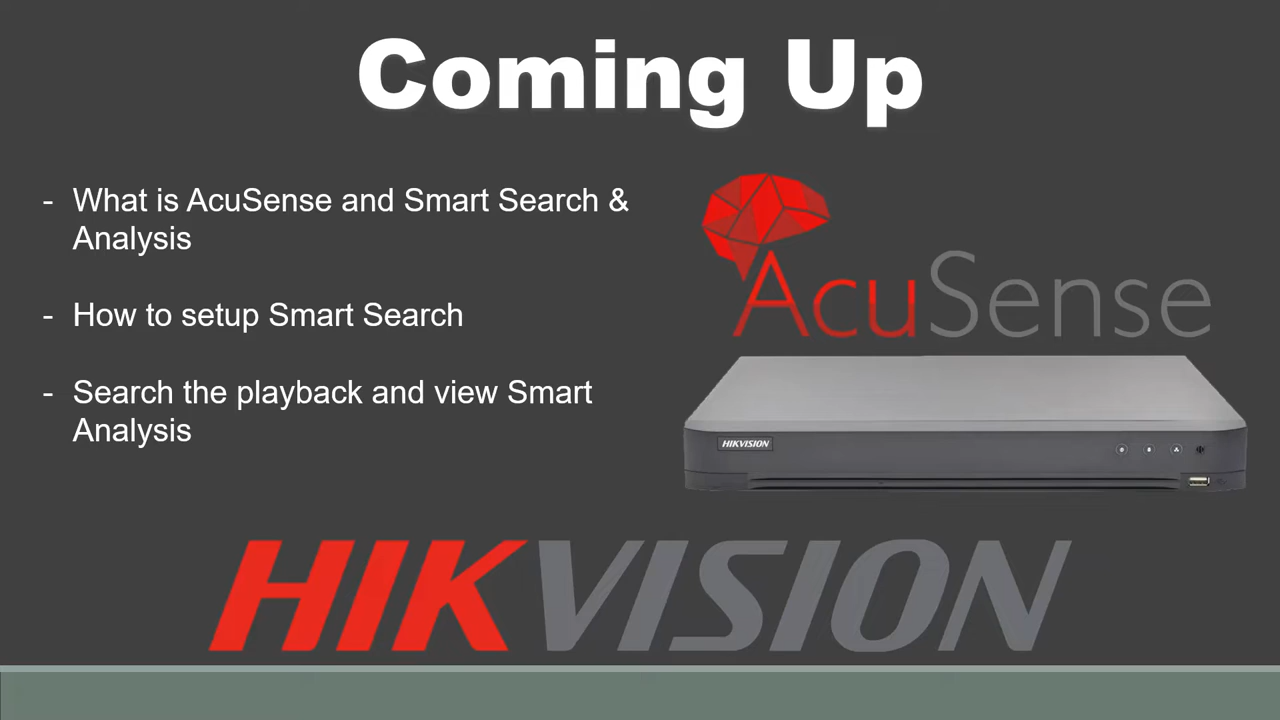 Coming Up
- What is AcuSense and Smart Search &
Analysis
- How to setup Smart Search
- Search the playback and view Smart
Analysis
AcuSense
HIKVISION
HIKVISION